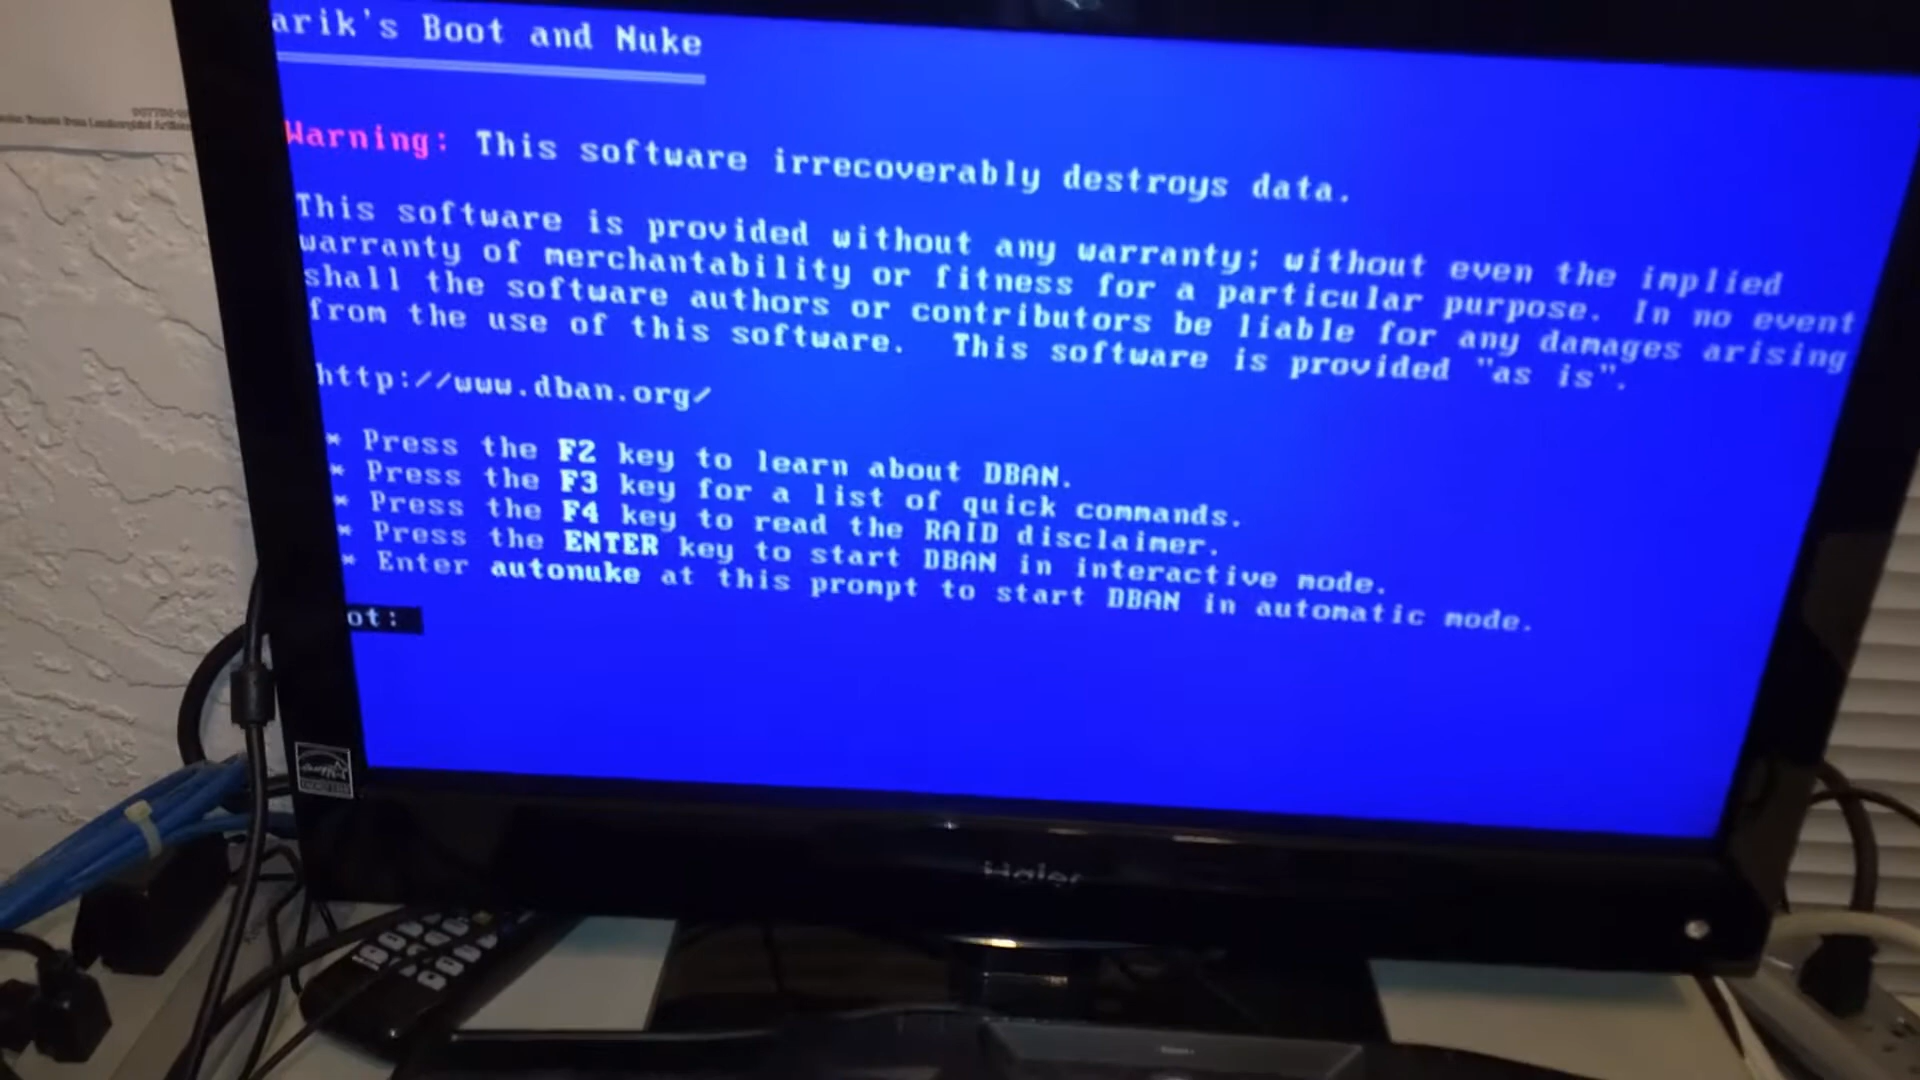 arik's Boot and Nuke
Warning: This software irrecoverably destroys data.
This software is provided without any warranty; without even the implied
warranty of merchantability or fitness for a particular purpose. In no event
shall the software authors or contributors be liable for any damages arising
from the use of this software. This software is provided "as is".
http://www.dban.org/
* Press the F2 key to learn about DBAN.
* Press the F3 key for a list of quick commands.
* Press the F4 key to read the RAID disclaimer.
* Press the ENTER key to start DBAN in interactive mode.
* Enter autonuke at this prompt to start DBAN in automatic mode.
ot:
Haier